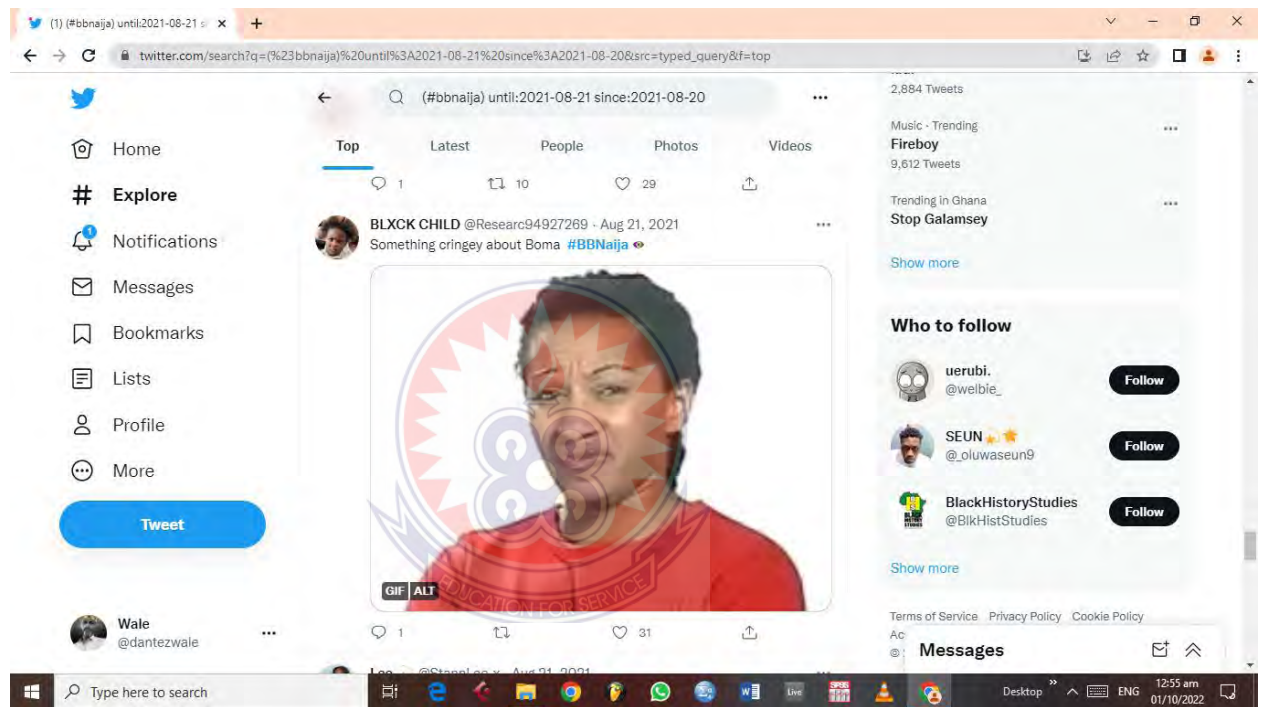 (1) (#bbnaija) until:2021-08-21 s
twitter.com/search?q=(%23bbnaija)%20until%3A2021-08-21%20since%3A2021-08-20&src=typed_query&f=top
(#bbnaija) until:2021-08-21 since:2021-08-20
Top Latest People Photos Videos
1 10 29
Home
Explore
1
Notifications
Messages
Bookmarks
Lists
Profile
More
Tweet
Wale
@dantezwale
BLXCK CHILD @Researc94927269 · Aug 21, 2021
Something cringey about Boma #BBNaija
EDUCATION FOR SERVICE
GIF ALT
1 31
Aug 21, 2021
2,884 Tweets
Music · Trending
Fireboy
9,612 Tweets
Trending in Ghana
Stop Galamsey
Show more
Who to follow
uerubi.
@welbie_
Follow
SEUN
@_oluwaseun9
Follow
BlackHistoryStudies
@BlkHistStudies
Follow
Show more
Terms of Service Privacy Policy Cookie Policy
Messages
Type here to search
Live
Desktop
ENG
12:55 am
01/10/2022